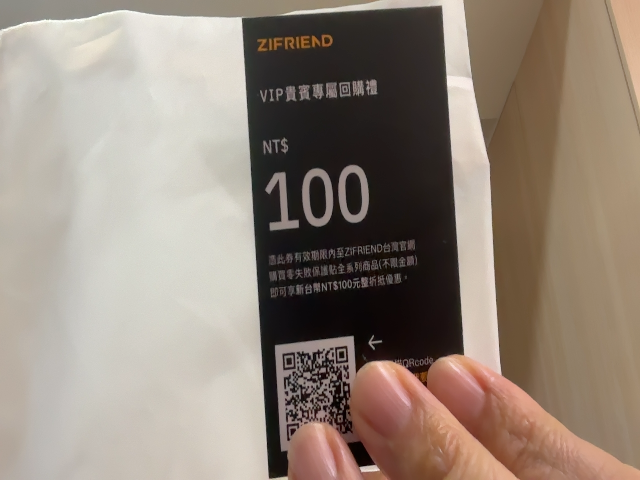 ZIFRIEND
VIP貴賓專屬回購禮
NT$
100
憑此券有效期限內至ZIFRIEND台灣官網
購買零失敗保護貼全系列商品(不限金額)
即可享新台幣NT$100元整折抵優惠。
←
QRcode